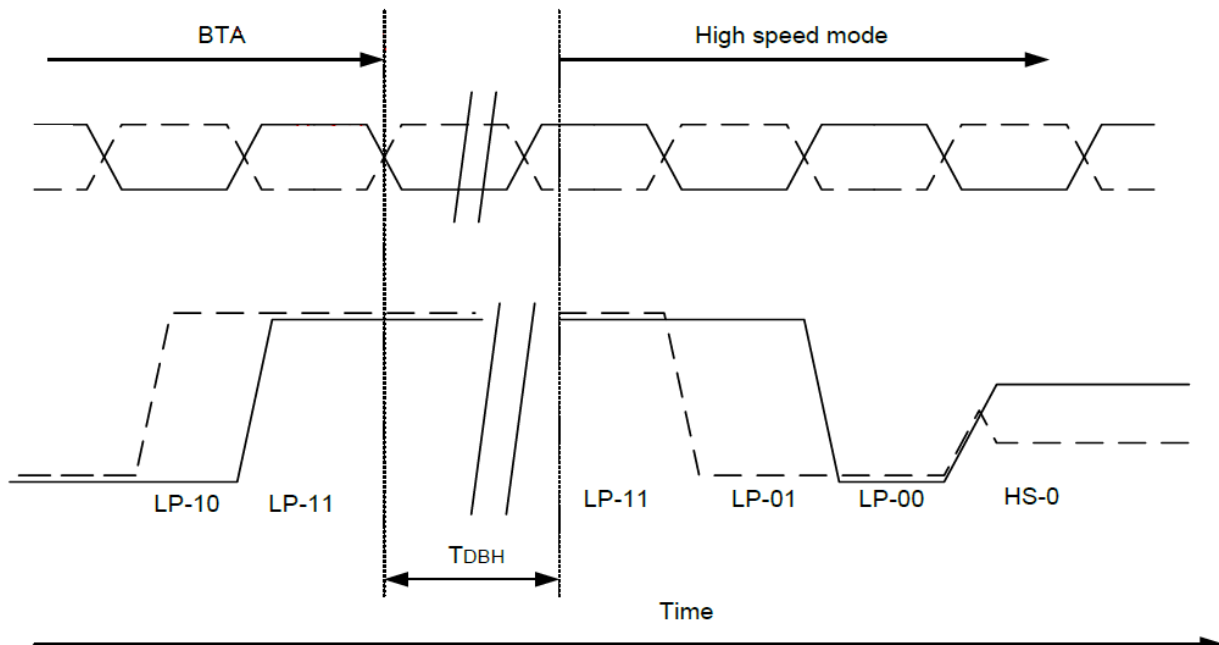 BTA
High speed mode
LP-10
LP-11
LP-11
LP-01
LP-00
HS-0
TDBH
Time